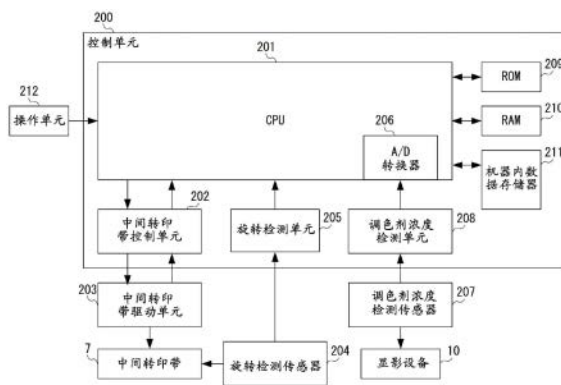 200
控制单元
201
CPU
209
ROM
212
操作单元
206
A/D
转换器
210
RAM
211
机器内数
据存储器
202
中间转印
带控制单元
205
旋转检测单元
208
调色剂浓度
检测单元
203
中间转印
带驱动单元
207
调色剂浓度
检测传感器
7
中间转印带
204
旋转检测传感器
10
显影设备